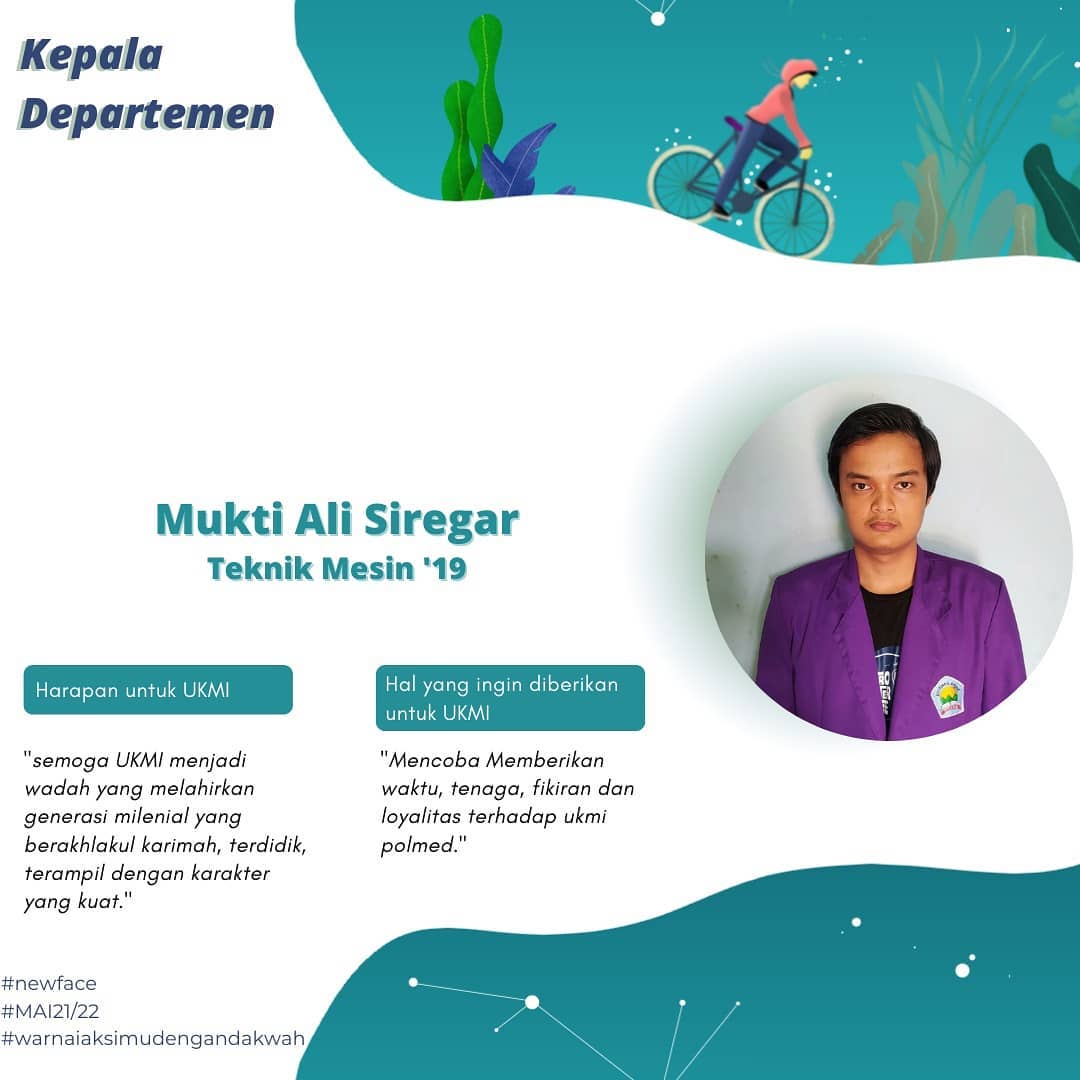 Kepala
Departemen
Mukti Ali Siregar
Teknik Mesin '19
Harapan untuk UKMI
"semoga UKMI menjadi
wadah yang melahirkan
generasi milenial yang
berakhlakul karimah, terdidik,
terampil dengan karakter
yang kuat."
Hal yang ingin diberikan
untuk UKMI
"Mencoba Memberikan
waktu, tenaga, fikiran dan
loyalitas terhadap ukmi
polmed."
#newface
#MAI21/22
#warnaiaksimudengandakwah